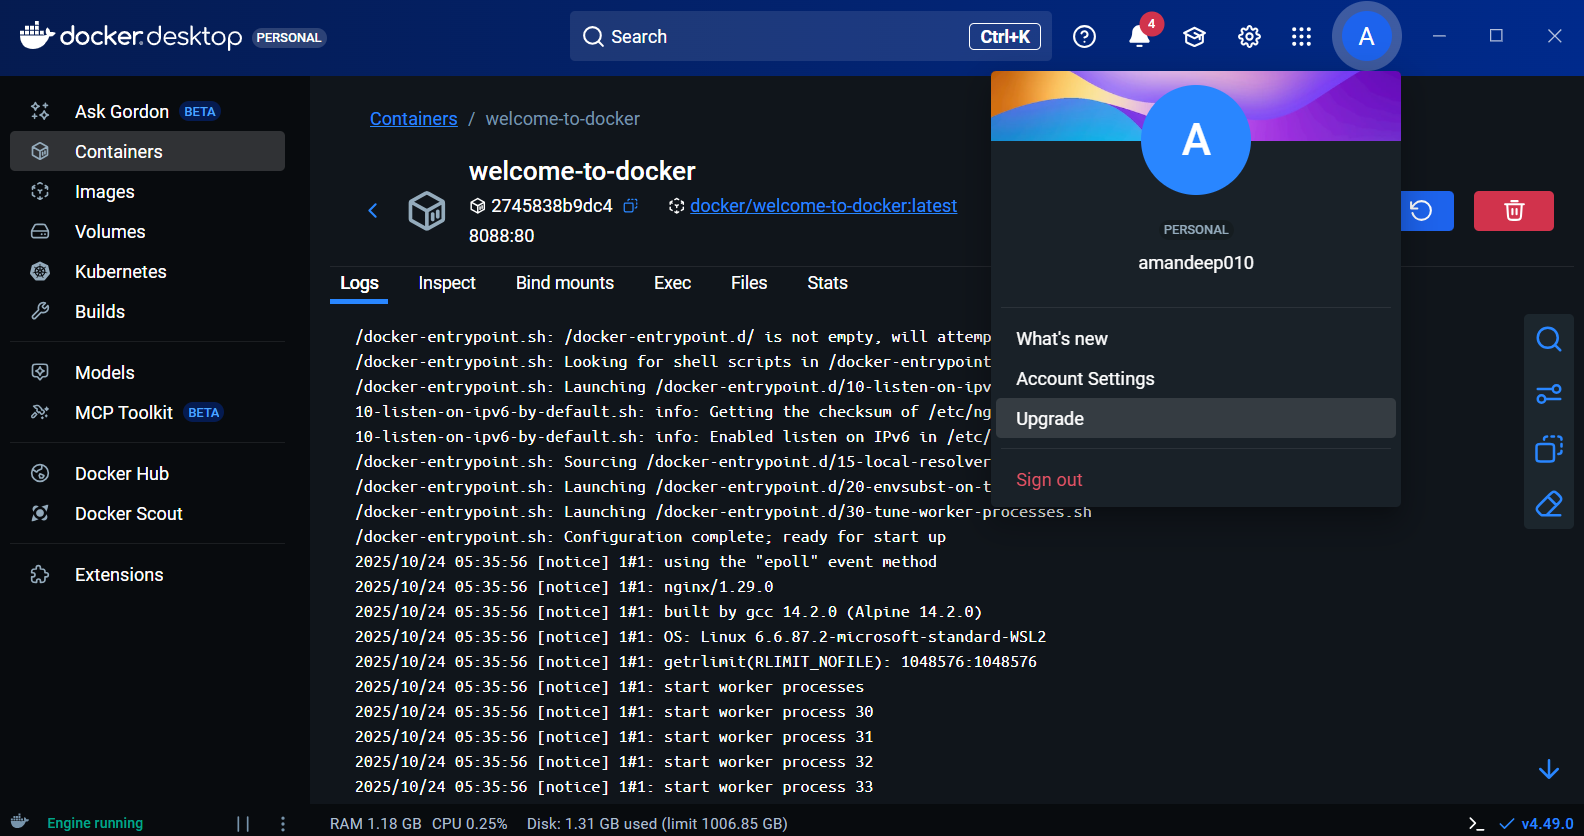 docker.desktop PERSONAL
Search
Ctrl+K
4
A
Ask Gordon BETA
Containers
Images
Volumes
Kubernetes
Builds
Models
MCP Toolkit BETA
Docker Hub
Docker Scout
Extensions
Containers / welcome-to-docker
welcome-to-docker
2745838b9dc4 docker/welcome-to-docker:latest
8088:80
Logs Inspect Bind mounts Exec Files Stats
/docker-entrypoint.sh: /docker-entrypoint.d/ is not empty, will attemp
/docker-entrypoint.sh: Looking for shell scripts in /docker-entrypoint
/docker-entrypoint.sh: Launching /docker-entrypoint.d/10-listen-on-ipv
10-listen-on-ipv6-by-default.sh: info: Getting the checksum of /etc/ng
10-listen-on-ipv6-by-default.sh: info: Enabled listen on IPv6 in /etc/
/docker-entrypoint.sh: Sourcing /docker-entrypoint.d/15-local-resolver
/docker-entrypoint.sh: Launching /docker-entrypoint.d/20-envsubst-on-t
/docker-entrypoint.sh: Launching /docker-entrypoint.d/30-tune-worker-processes.sh
/docker-entrypoint.sh: Configuration complete; ready for start up
2025/10/24 05:35:56 [notice] 1#1: using the "epoll" event method
2025/10/24 05:35:56 [notice] 1#1: nginx/1.29.0
2025/10/24 05:35:56 [notice] 1#1: built by gcc 14.2.0 (Alpine 14.2.0)
2025/10/24 05:35:56 [notice] 1#1: OS: Linux 6.6.87.2-microsoft-standard-WSL2
2025/10/24 05:35:56 [notice] 1#1: getrlimit(RLIMIT_NOFILE): 1048576:1048576
2025/10/24 05:35:56 [notice] 1#1: start worker processes
2025/10/24 05:35:56 [notice] 1#1: start worker process 30
2025/10/24 05:35:56 [notice] 1#1: start worker process 31
2025/10/24 05:35:56 [notice] 1#1: start worker process 32
2025/10/24 05:35:56 [notice] 1#1: start worker process 33
A
PERSONAL
amandeep010
What's new
Account Settings
Upgrade
Sign out
Engine running
RAM 1.18 GB CPU 0.25% Disk: 1.31 GB used (limit 1006.85 GB)
v4.49.0